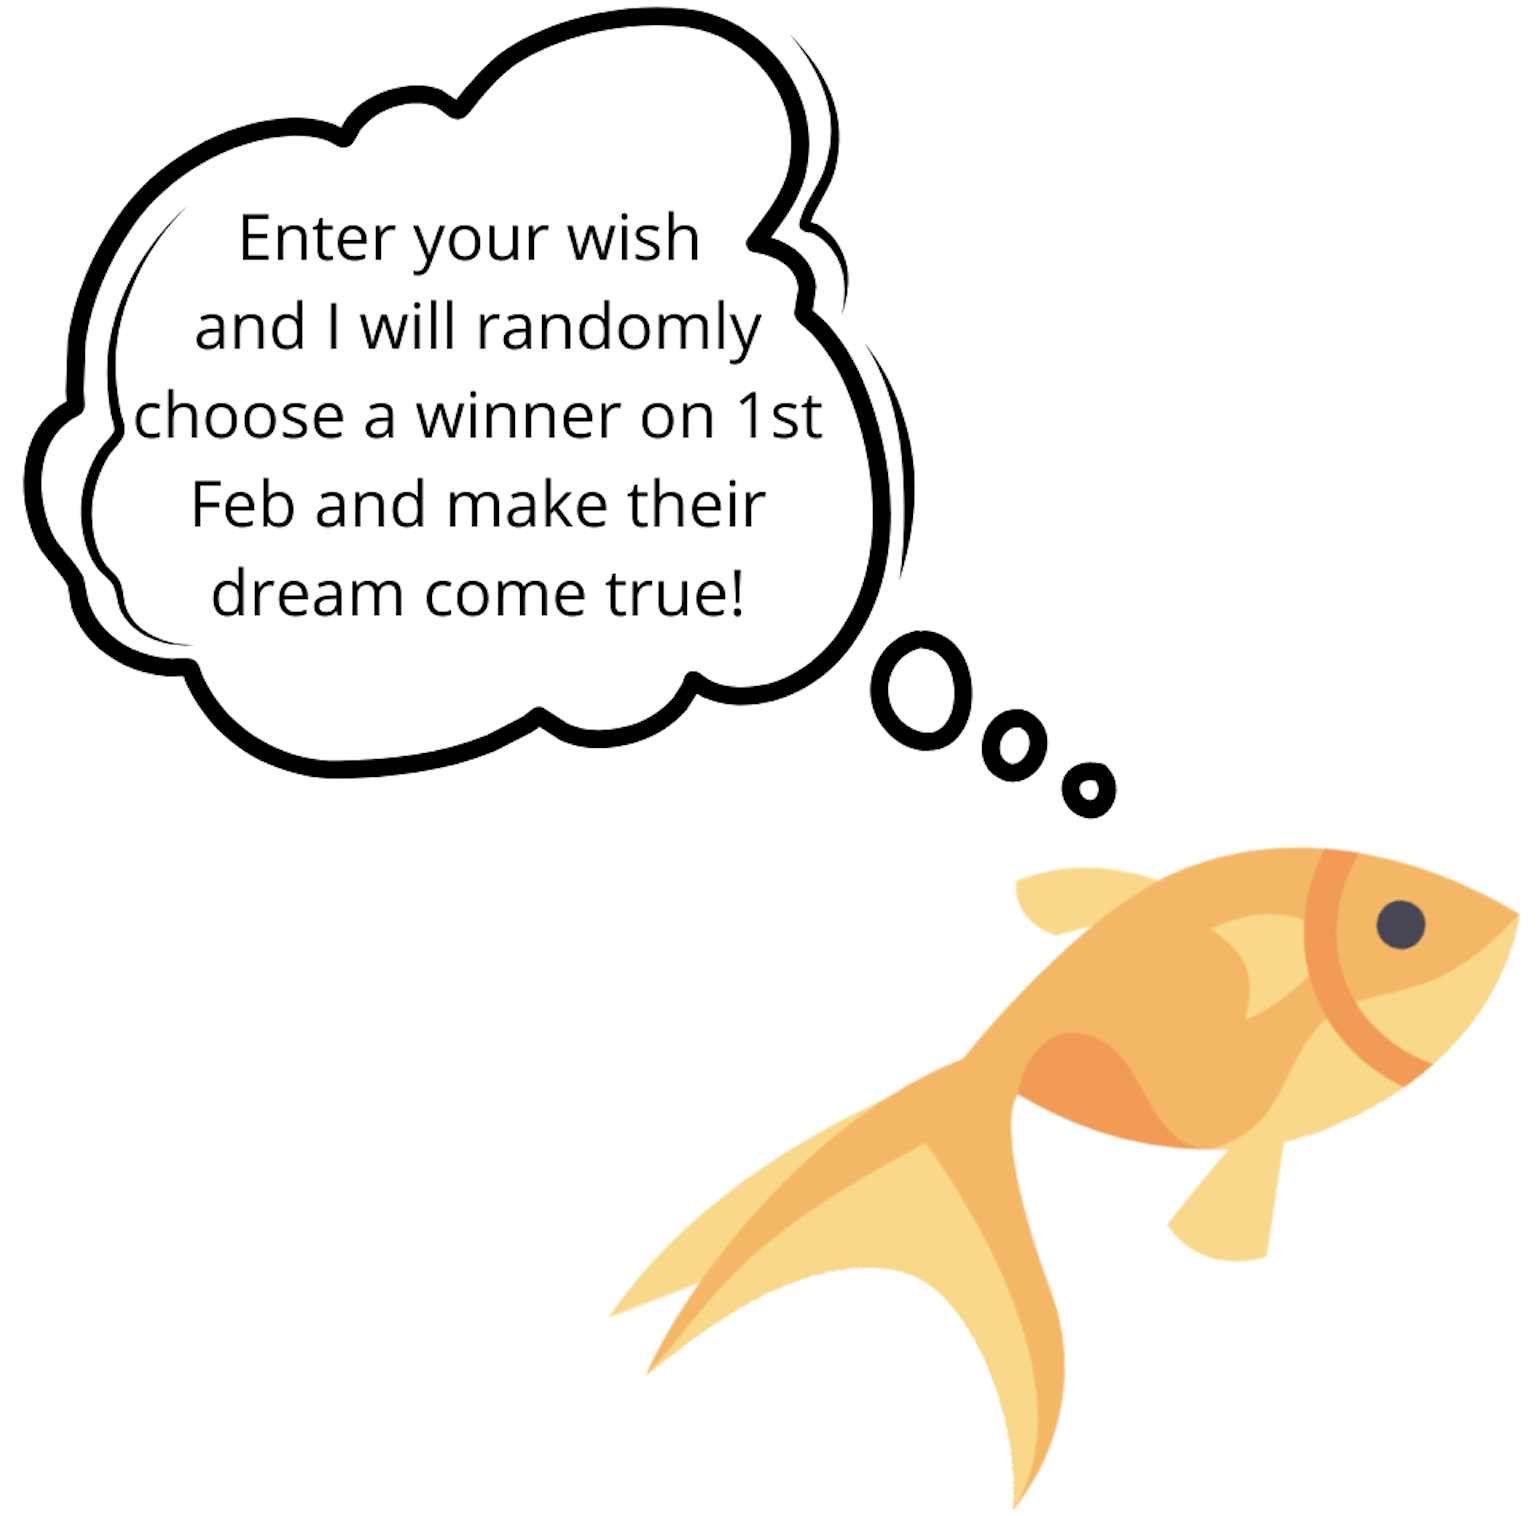 Enter your wish
and I will randomly
choose a winner on 1st
Feb and make their
dream come true!